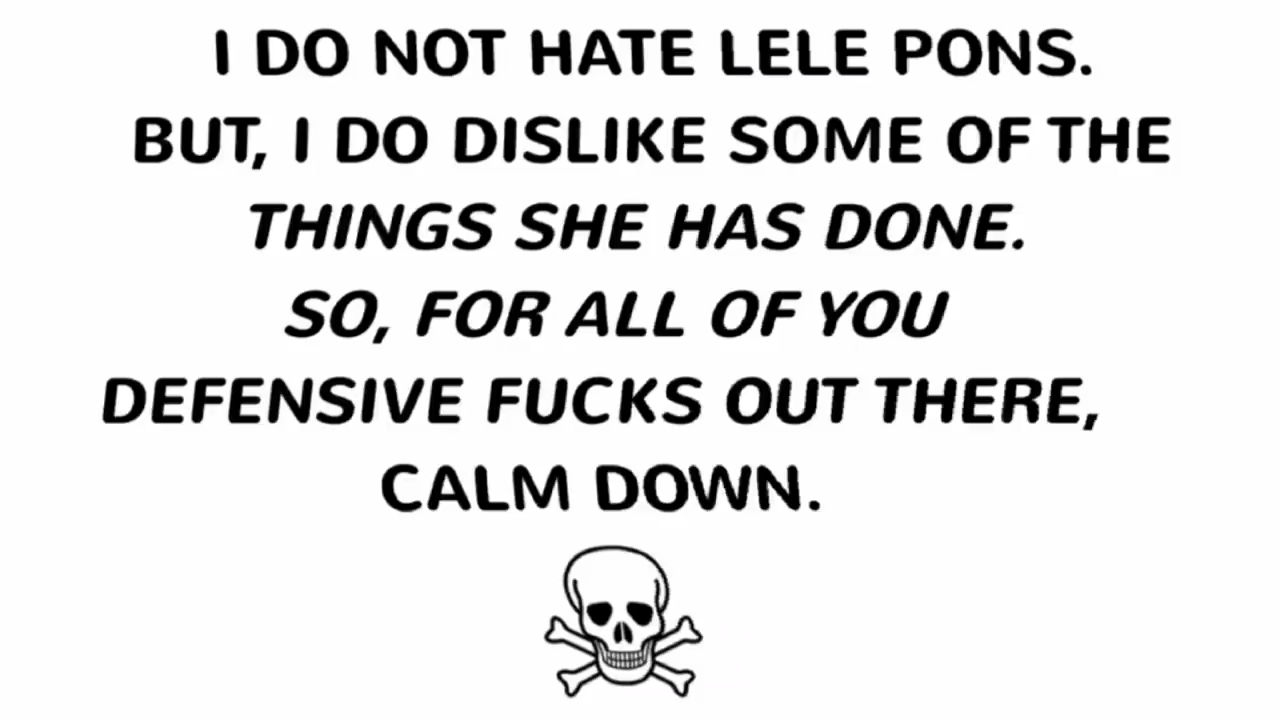 I DO NOT HATE LELE PONS.
BUT, I DO DISLIKE SOME OF THE
THINGS SHE HAS DONE.
SO, FOR ALL OF YOU
DEFENSIVE FUCKS OUT THERE,
CALM DOWN.